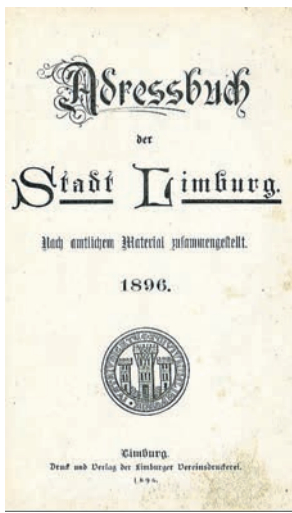 Adressbuch
der
Stadt Limburg.
Nach amtlichem Material zusammengestellt.
1896.
Limburg.
Druck und Verlag der Limburger Vereinsdruckerei.
1896.